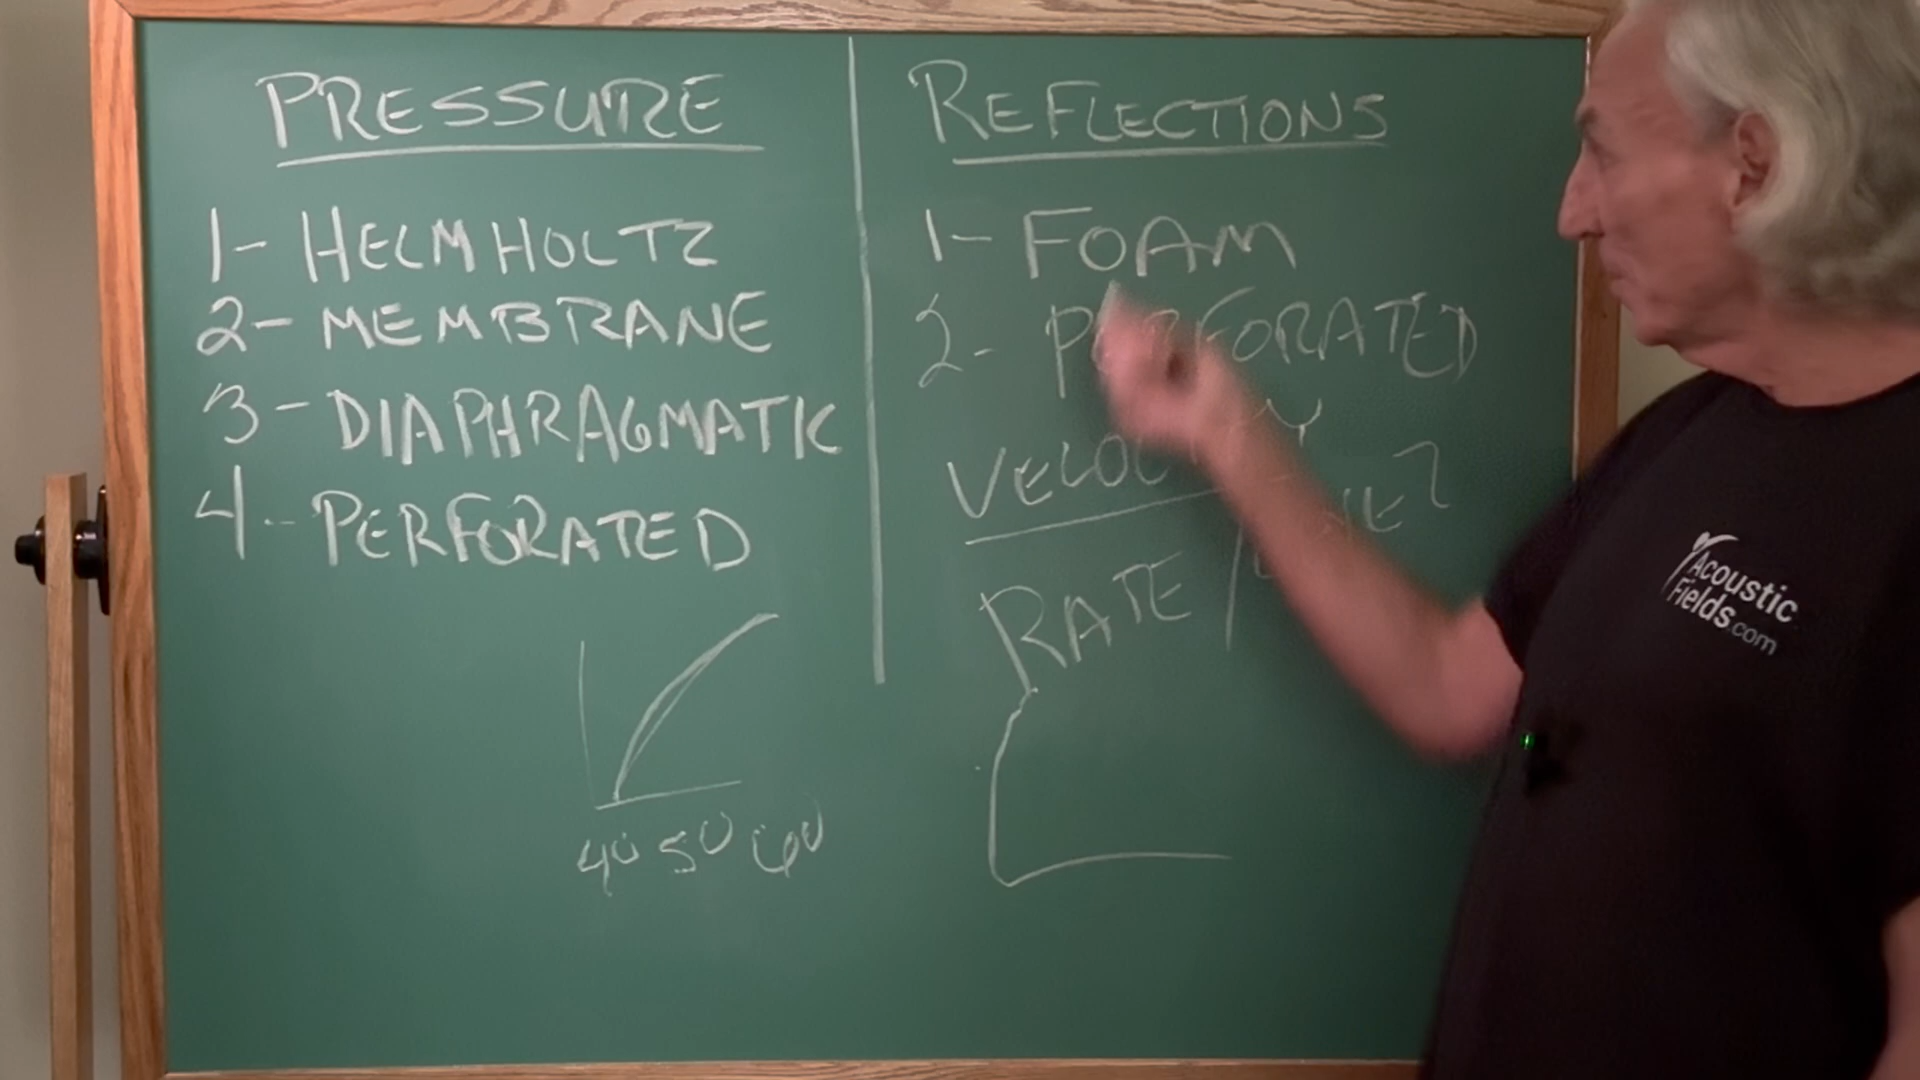 PRESSURE
1- HELMHOLTZ
2- MEMBRANE
3- DIAPHRAGMATIC
4- PERFORATED
40 50 60
REFLECTIONS
1- FOAM
2- PERFORATED
VELOCITY
RATE
Acoustic
Fields.com